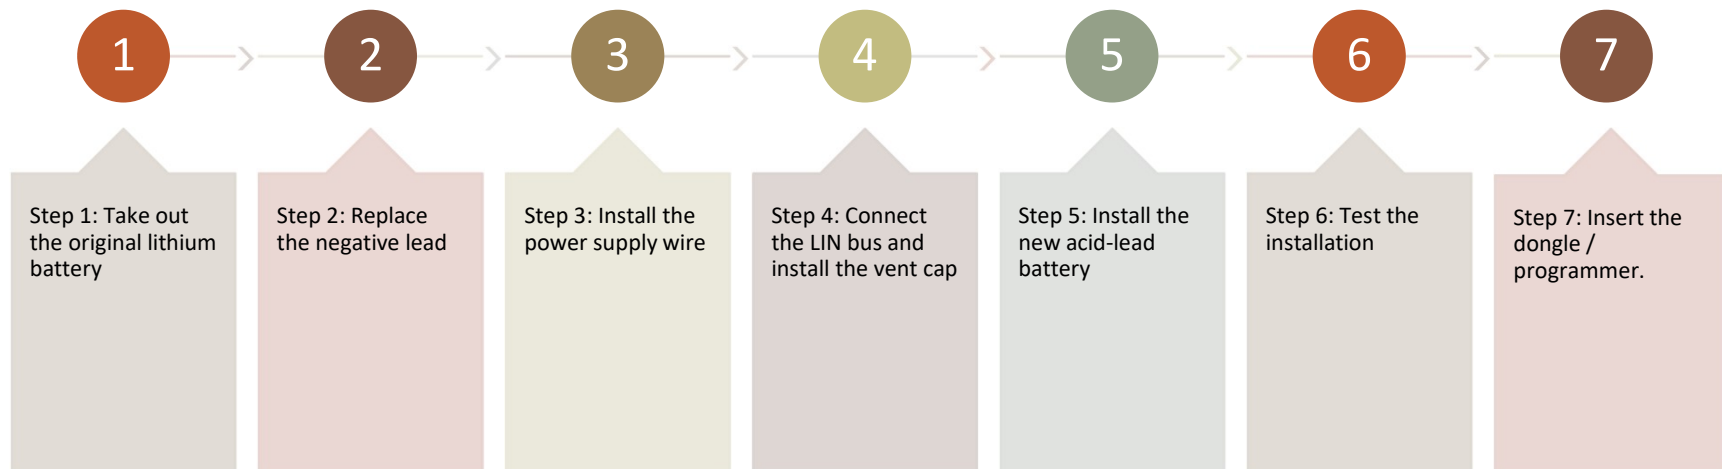 1
2
3
4
5
6
7
Step 1: Take out
the original lithium
battery
Step 2: Replace
the negative lead
Step 3: Install the
power supply wire
Step 4: Connect
the LIN bus and
install the vent cap
Step 5: Install the
new acid-lead
battery
Step 6: Test the
installation
Step 7: Insert the
dongle /
programmer.